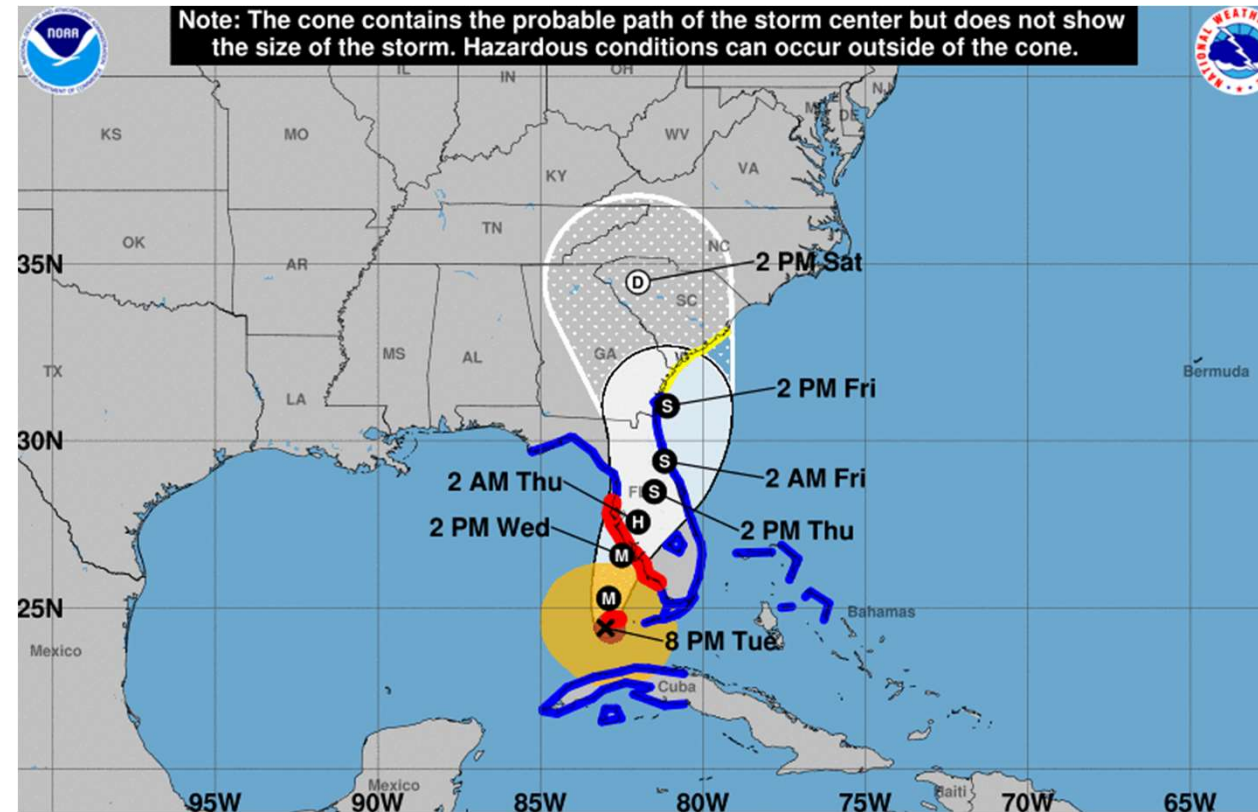 Note: The cone contains the probable path of the storm center but does not show
the size of the storm. Hazardous conditions can occur outside of the cone.
NOAA
IL
IN
OH
NJ
DE
KS
MO
WV
KY
VA
TN
OK
NC
AR
35N
2 PM Sat
D
SC
MS
AL
GA
TX
Bermuda
LA
S
2 PM Fri
30N
S
2 AM Fri
2 AM Thu
S
H
2 PM Thu
2 PM Wed
M
M
25N
Bahamas
8 PM Tue
Mexico
Cuba
Mexico
Haiti
95W
90W
85W
80W
75W
70W
65W